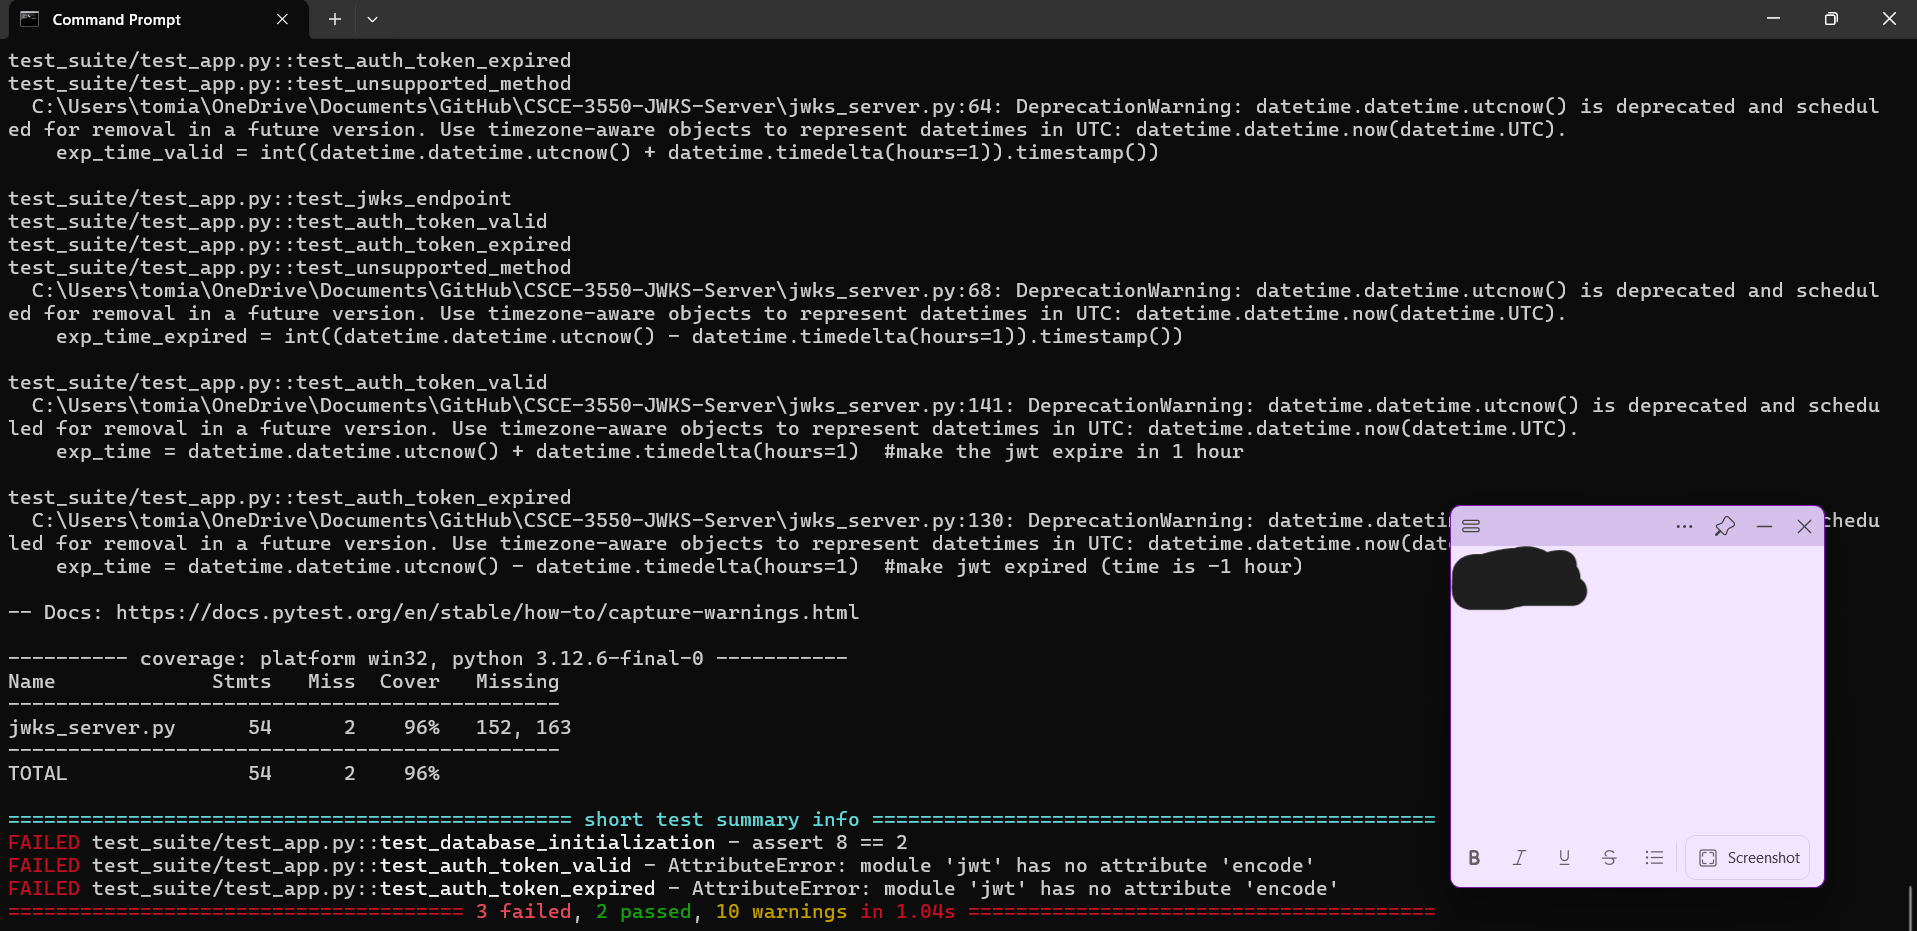 Command Prompt
test_suite/test_app.py::test_auth_token_expired
test_suite/test_app.py::test_unsupported_method
  C:\Users\tomia\OneDrive\Documents\GitHub\CSCE-3550-JWKS-Server\jwks_server.py:64: DeprecationWarning: datetime.datetime.utcnow() is deprecated and schedul
ed for removal in a future version. Use timezone-aware objects to represent datetimes in UTC: datetime.datetime.now(datetime.UTC).
    exp_time_valid = int((datetime.datetime.utcnow() + datetime.timedelta(hours=1)).timestamp())

test_suite/test_app.py::test_jwks_endpoint
test_suite/test_app.py::test_auth_token_valid
test_suite/test_app.py::test_auth_token_expired
test_suite/test_app.py::test_unsupported_method
  C:\Users\tomia\OneDrive\Documents\GitHub\CSCE-3550-JWKS-Server\jwks_server.py:68: DeprecationWarning: datetime.datetime.utcnow() is deprecated and schedul
ed for removal in a future version. Use timezone-aware objects to represent datetimes in UTC: datetime.datetime.now(datetime.UTC).
    exp_time_expired = int((datetime.datetime.utcnow() - datetime.timedelta(hours=1)).timestamp())

test_suite/test_app.py::test_auth_token_valid
  C:\Users\tomia\OneDrive\Documents\GitHub\CSCE-3550-JWKS-Server\jwks_server.py:141: DeprecationWarning: datetime.datetime.utcnow() is deprecated and schedu
led for removal in a future version. Use timezone-aware objects to represent datetimes in UTC: datetime.datetime.now(datetime.UTC).
    exp_time = datetime.datetime.utcnow() + datetime.timedelta(hours=1)  #make the jwt expire in 1 hour

test_suite/test_app.py::test_auth_token_expired
  C:\Users\tomia\OneDrive\Documents\GitHub\CSCE-3550-JWKS-Server\jwks_server.py:130: DeprecationWarning: datetime.dateti chedu
led for removal in a future version. Use timezone-aware objects to represent datetimes in UTC: datetime.datetime.now(dat
    exp_time = datetime.datetime.utcnow() - datetime.timedelta(hours=1)  #make jwt expired (time is -1 hour)

-- Docs: https://docs.pytest.org/en/stable/how-to/capture-warnings.html

---------- coverage: platform win32, python 3.12.6-final-0 -----------
Name             Stmts   Miss  Cover   Missing
----------------------------------------------
jwks_server.py      54      2    96%   152, 163
----------------------------------------------
TOTAL               54      2    96%

=============================================== short test summary info ===============================================
FAILED test_suite/test_app.py::test_database_initialization - assert 8 == 2
FAILED test_suite/test_app.py::test_auth_token_valid - AttributeError: module 'jwt' has no attribute 'encode'
FAILED test_suite/test_app.py::test_auth_token_expired - AttributeError: module 'jwt' has no attribute 'encode'
====================================== 3 failed, 2 passed, 10 warnings in 1.04s =======================================
B I U S Screenshot